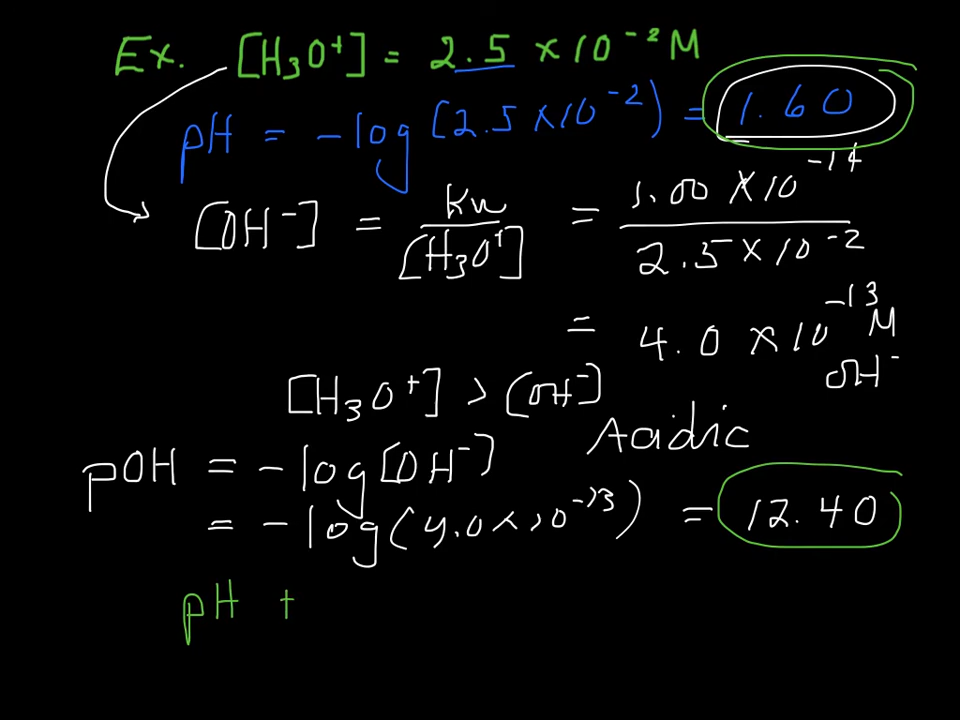 Ex. [H₃O⁺] = 2.5 × 10⁻² M
pH = -log [2.5 × 10⁻²) = 1.60
[OH⁻] = Kw / [H₃O⁺] = 1.00 × 10⁻¹⁴ / 2.5 × 10⁻²
= 4.0 × 10⁻¹³ M OH⁻
[H₃O⁺] > [OH⁻] Acidic
pOH = -log [OH⁻]
= -log (4.0 × 10⁻¹³) = 12.40
pH +